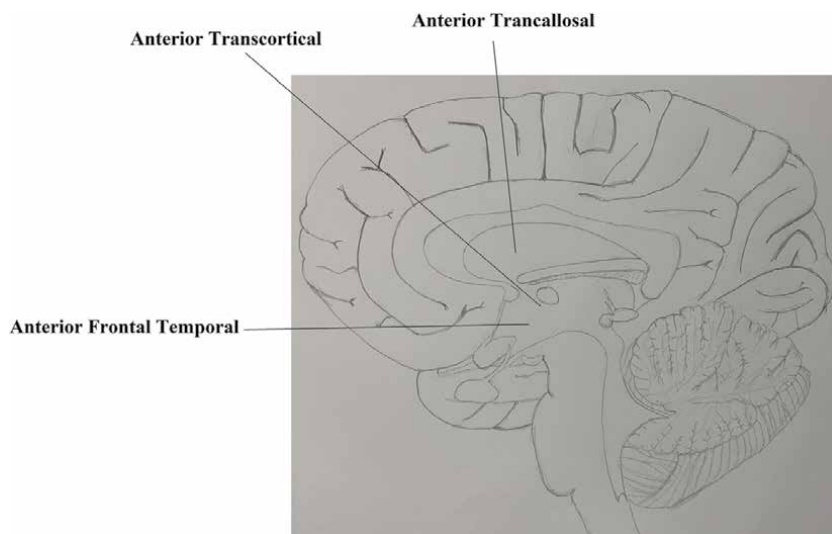 Anterior Trancallosal
Anterior Transcortical
Anterior Frontal Temporal